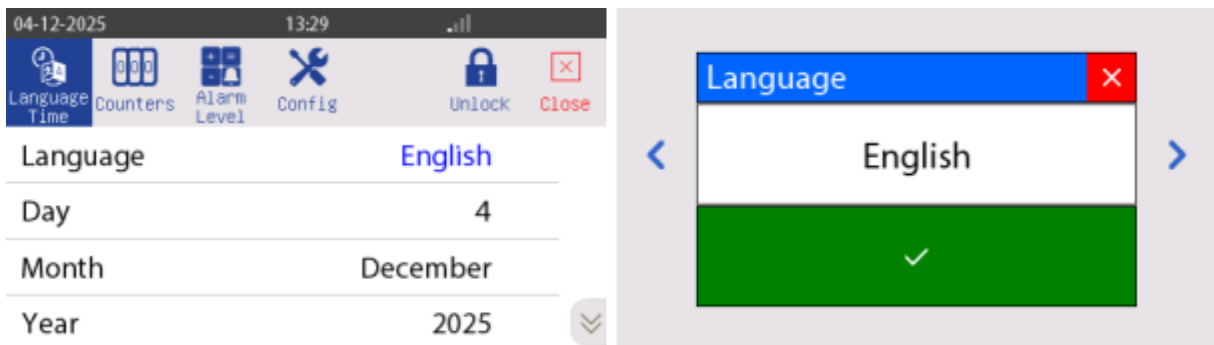 04-12-2025 13:29
Language Time Counters Alarm Level Config Unlock Close
Language English
Day 4
Month December
Year 2025
Language
English